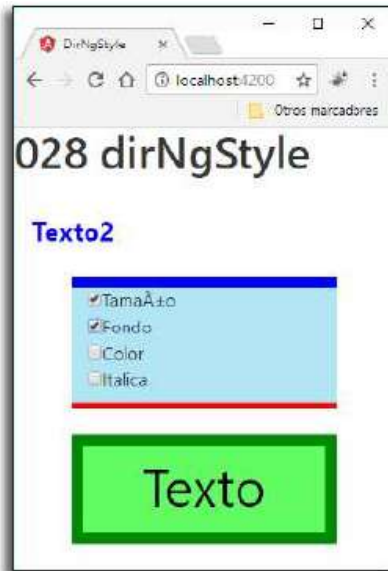 DirNgStyle
localhost:4200
Otros marcadores
028 dirNgStyle
Texto2
TamaÃ±o
Fondo
Color
Italica
Texto